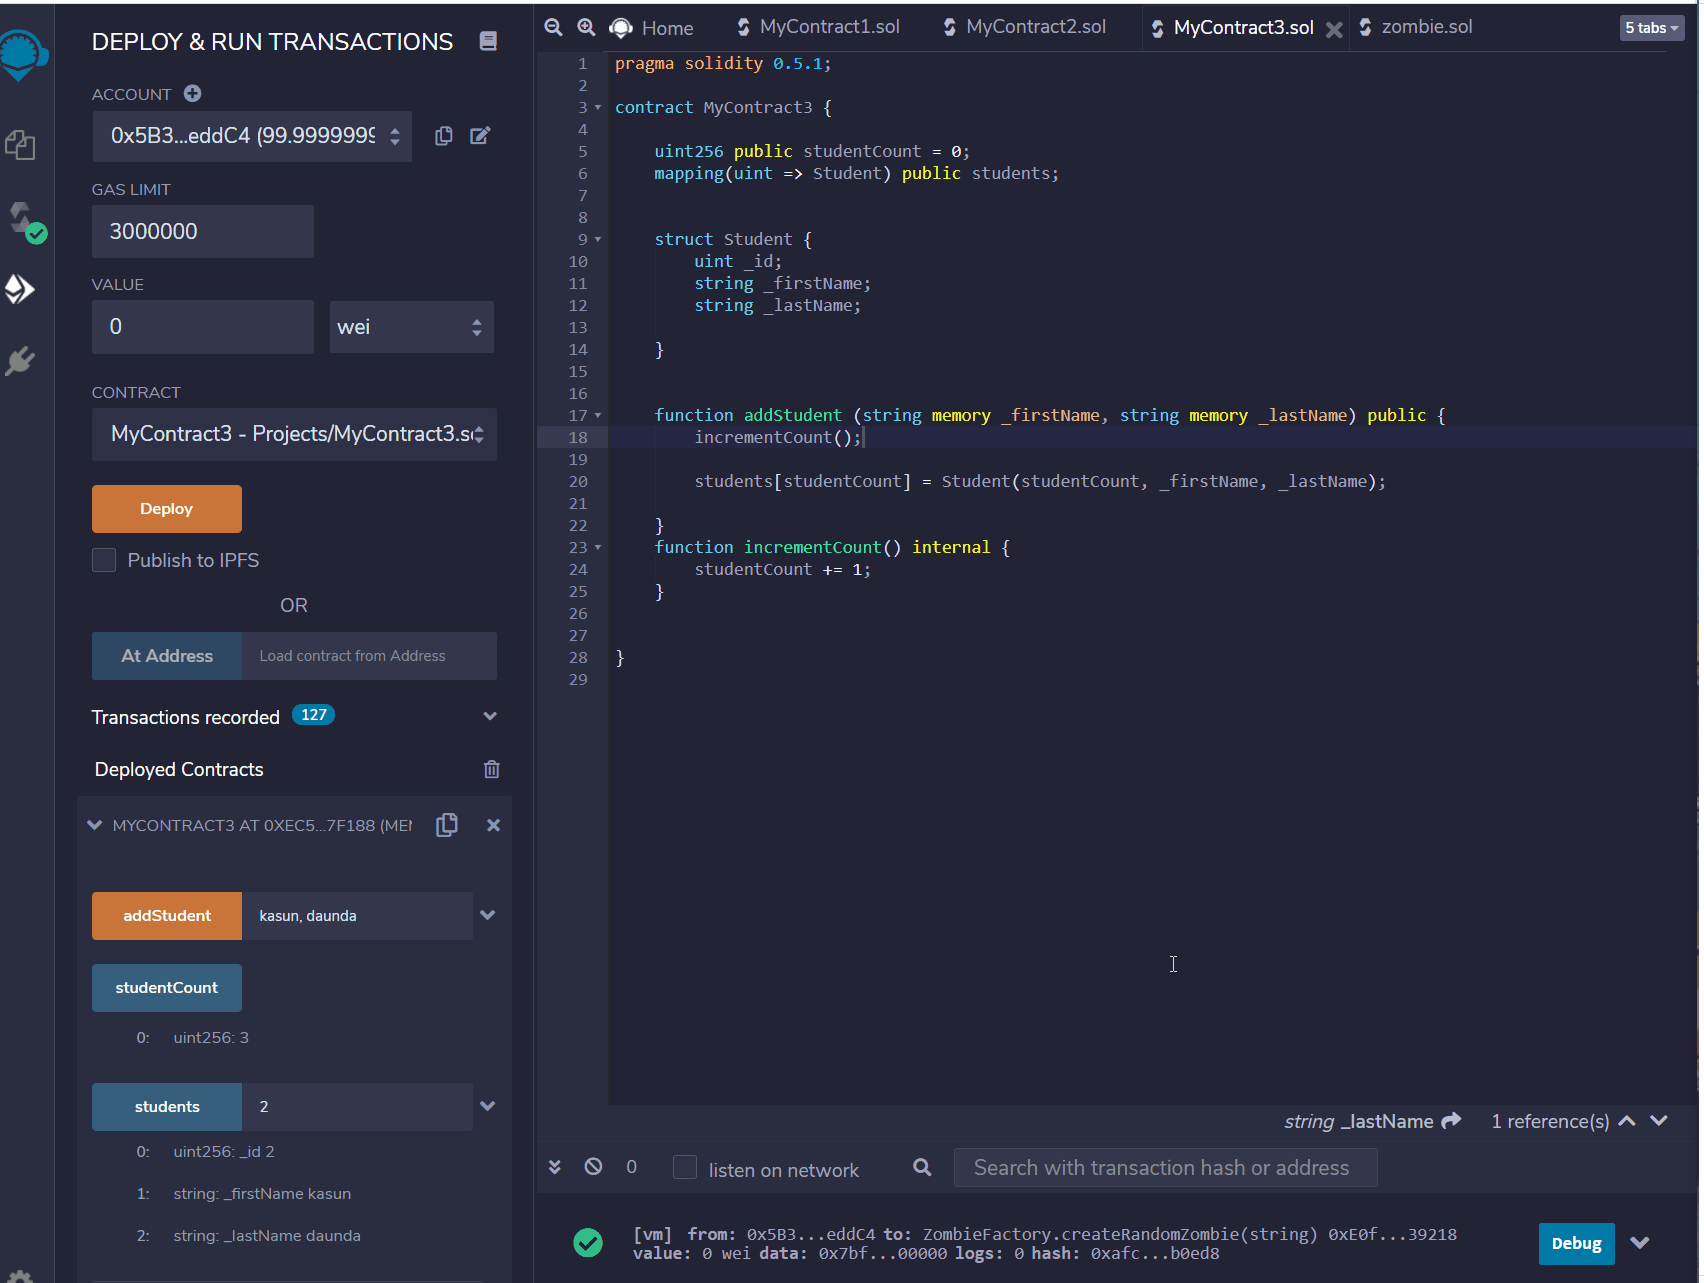 DEPLOY & RUN TRANSACTIONS
ACCOUNT
0x5B3...eddC4 (99.9999999
GAS LIMIT
3000000
VALUE
0
wei
CONTRACT
MyContract3 - Projects/MyContract3.s
Deploy
Publish to IPFS
OR
At Address
Load contract from Address
Transactions recorded 127
Deployed Contracts
MYCONTRACT3 AT 0XEC5...7F188 (MEM
addStudent
kasun, daunda
studentCount
0: uint256: 3
students
2
0: uint256: _id 2
1: string: _firstName kasun
2: string: _lastName daunda
Home
MyContract1.sol
MyContract2.sol
MyContract3.sol
zombie.sol
5 tabs
1 pragma solidity 0.5.1;
2
3 contract MyContract3 {
4
5 uint256 public studentCount = 0;
6 mapping(uint => Student) public students;
7
8
9 struct Student {
10 uint _id;
11 string _firstName;
12 string _lastName;
13
14 }
15
16
17 function addStudent (string memory _firstName, string memory _lastName) public {
18 incrementCount();
19
20 students[studentCount] = Student(studentCount, _firstName, _lastName);
21
22 }
23 function incrementCount() internal {
24 studentCount += 1;
25 }
26
27
28 }
29
string _lastName
1 reference(s)
0
listen on network
Search with transaction hash or address
[vm] from: 0x5B3...eddC4 to: ZombieFactory.createRandomZombie(string) 0xE0f...39218
value: 0 wei data: 0x7bf...00000 logs: 0 hash: 0xafc...b0ed8
Debug